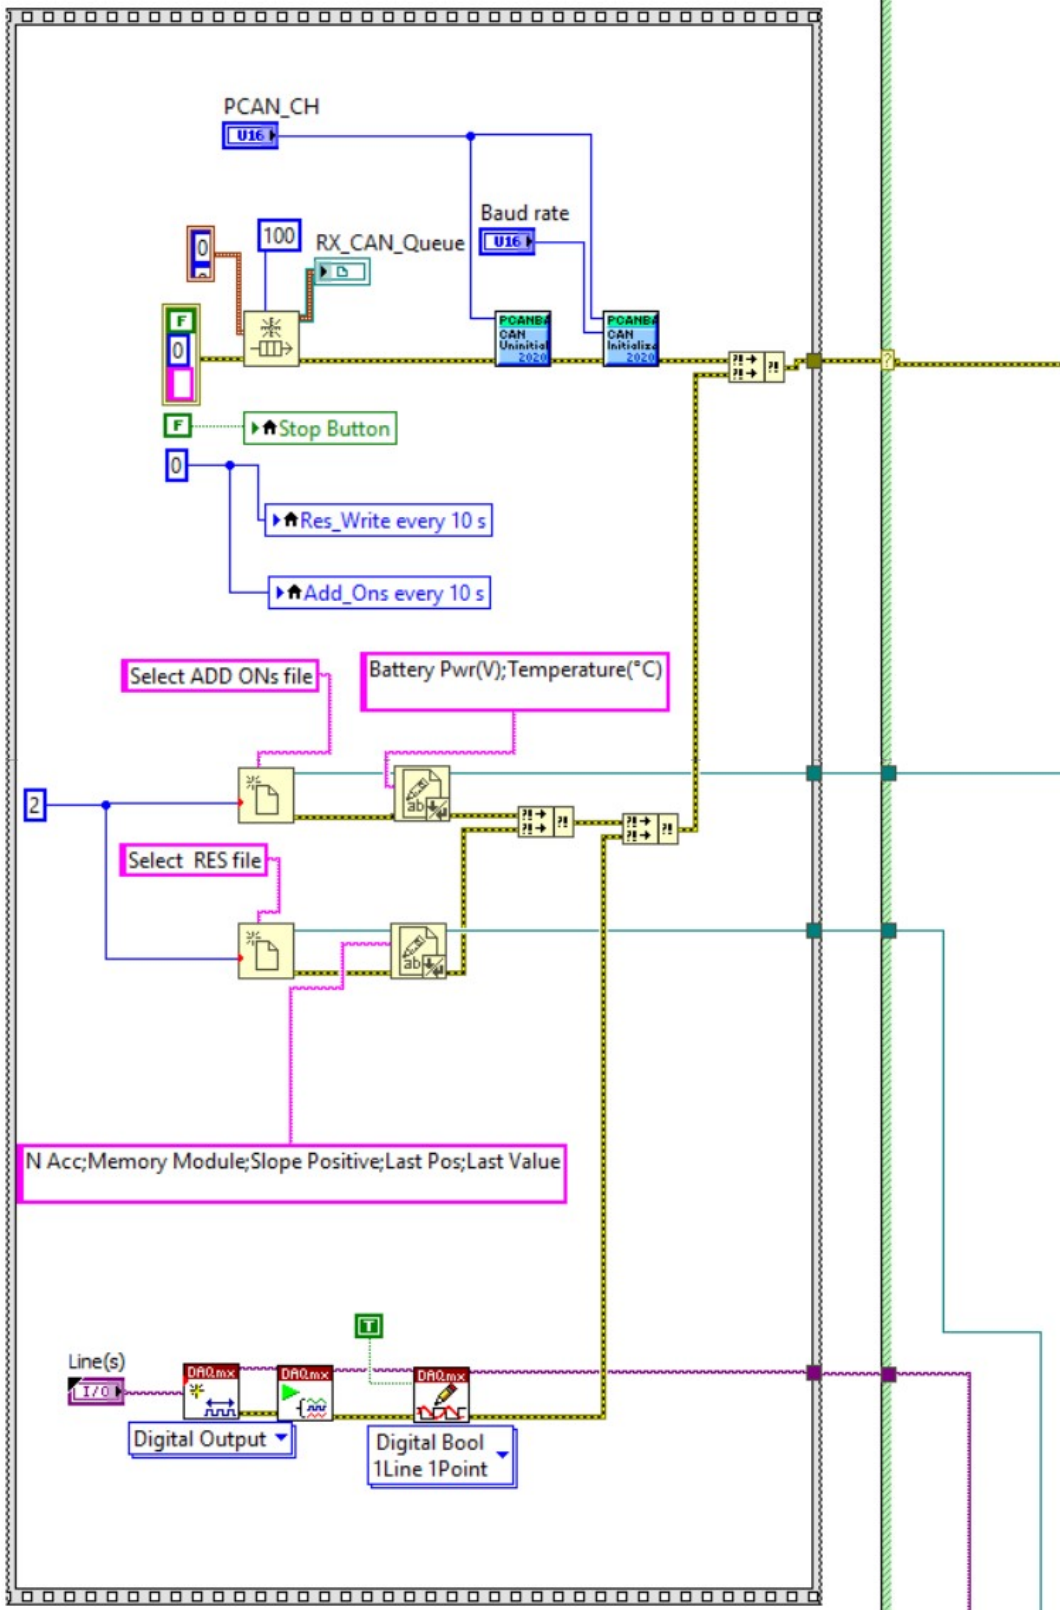 PCAN_CH
U16
Baud rate
0
100
RX_CAN_Queue
U16
F
0
PCANBA
CAN
Uninitial
2020
PCANBA
CAN
Initializ
2020
?!
?!
?!
?
F
Stop Button
0
Res_Write every 10 s
Add_Ons every 10 s
Select ADD ONs file
Battery Pwr(V);Temperature(°C)
2
ab
?!
?!
?!
?!
?!
?!
Select  RES file
ab
N Acc;Memory Module;Slope Positive;Last Pos;Last Value
T
Line(s)
I/O
DAQmx
DAQmx
DAQmx
Digital Output
Digital Bool
1Line 1Point